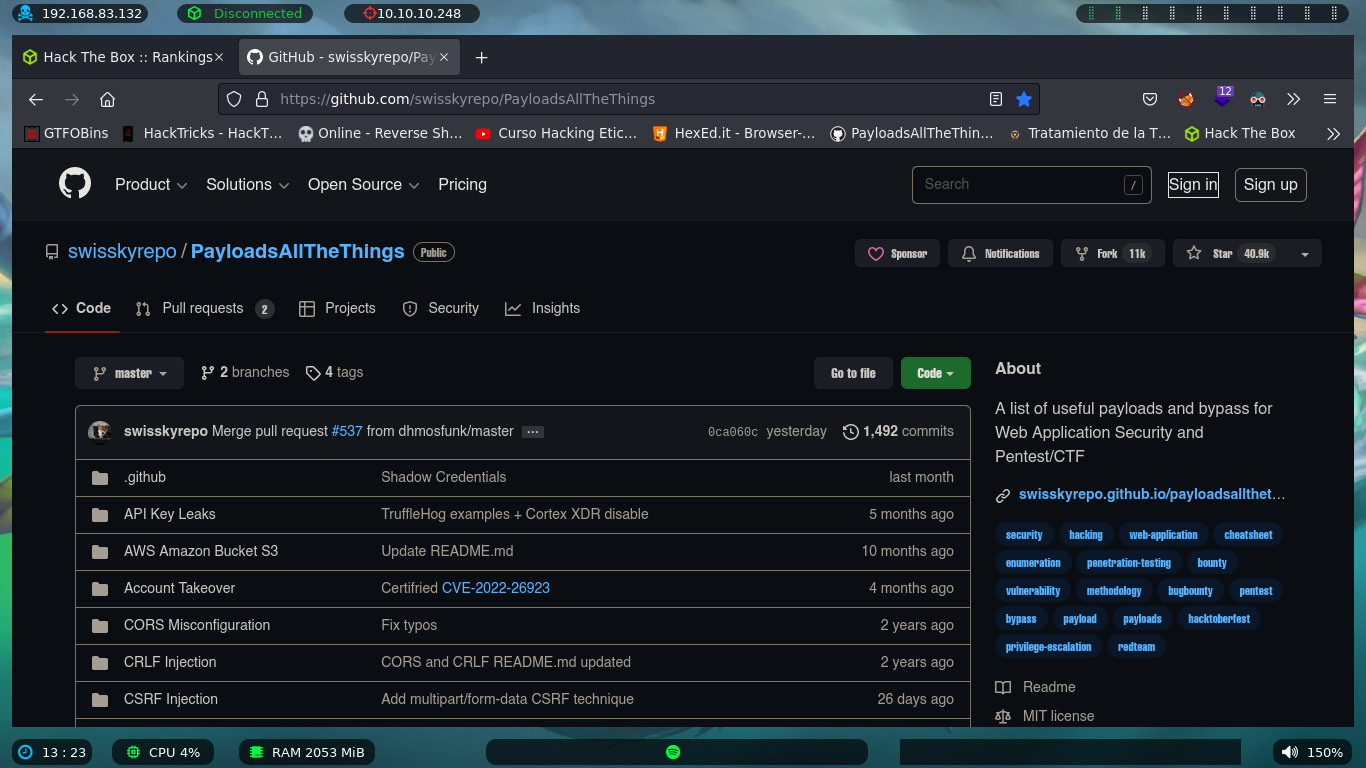 192.168.83.132 Disconnected 10.10.10.248
Hack The Box :: Rankings GitHub - swisskyrepo/Pay
https://github.com/swisskyrepo/PayloadsAllTheThings 12
GTFOBins HackTricks - HackT… Online - Reverse Sh… Curso Hacking Etic… HexEd.it - Browser-… PayloadsAllTheThin… Tratamiento de la T… Hack The Box
Product Solutions Open Source Pricing Search / Sign in Sign up
swisskyrepo / PayloadsAllTheThings Public Sponsor Notifications Fork 11k Star 40.9k
Code Pull requests 2 Projects Security Insights
master 2 branches 4 tags Go to file Code
swisskyrepo Merge pull request #537 from dhmosfunk/master … 0ca060c yesterday 1,492 commits
.github Shadow Credentials last month
API Key Leaks TruffleHog examples + Cortex XDR disable 5 months ago
AWS Amazon Bucket S3 Update README.md 10 months ago
Account Takeover Certifried CVE-2022-26923 4 months ago
CORS Misconfiguration Fix typos 2 years ago
CRLF Injection CORS and CRLF README.md updated 2 years ago
CSRF Injection Add multipart/form-data CSRF technique 26 days ago
About
A list of useful payloads and bypass for
Web Application Security and
Pentest/CTF
swisskyrepo.github.io/payloadsallthet…
security hacking web-application cheatsheet
enumeration penetration-testing bounty
vulnerability methodology bugbounty pentest
bypass payload payloads hacktoberfest
privilege-escalation redteam
Readme
MIT license
13 : 23 CPU 4% RAM 2053 MiB 150%